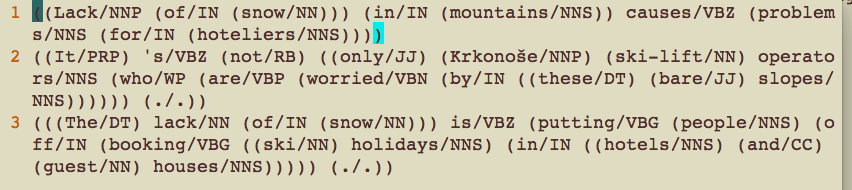 1 ((Lack/NNP (of/IN (snow/NN))) (in/IN (mountains/NNS)) causes/VBZ (problem
s/NNS (for/IN (hoteliers/NNS))))
2 ((It/PRP) 's/VBZ (not/RB) ((only/JJ) (Krkonoše/NNP) (ski-lift/NN) operato
rs/NNS (who/WP (are/VBP (worried/VBN (by/IN ((these/DT) (bare/JJ) slopes/
NNS)))))) (./.))
3 (((The/DT) lack/NN (of/IN (snow/NN))) is/VBZ (putting/VBG (people/NNS) (o
ff/IN (booking/VBG ((ski/NN) holidays/NNS) (in/IN ((hotels/NNS) (and/CC)
(guest/NN) houses/NNS))))) (./.))